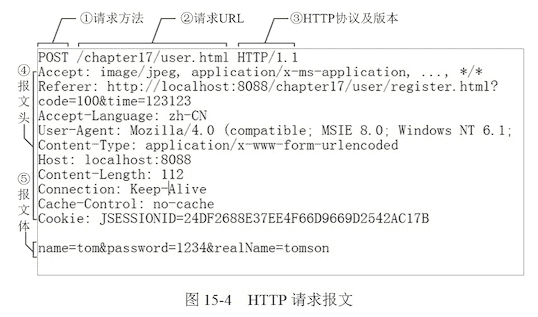 ①请求方法 ②请求URL ③HTTP协议及版本
POST /chapter17/user.html HTTP/1.1
④报文头
Accept: image/jpeg, application/x-ms-application, ..., */*
Referer: http://localhost:8088/chapter17/user/register.html?
code=100&time=123123
Accept-Language: zh-CN
User-Agent: Mozilla/4.0 (compatible; MSIE 8.0; Windows NT 6.1;
Content-Type: application/x-www-form-urlencoded
Host: localhost:8088
Content-Length: 112
Connection: Keep-Alive
Cache-Control: no-cache
Cookie: JSESSIONID=24DF2688E37EE4F66D9669D2542AC17B
⑤报文体
name=tom&password=1234&realName=tomson
图 15-4 HTTP 请求报文